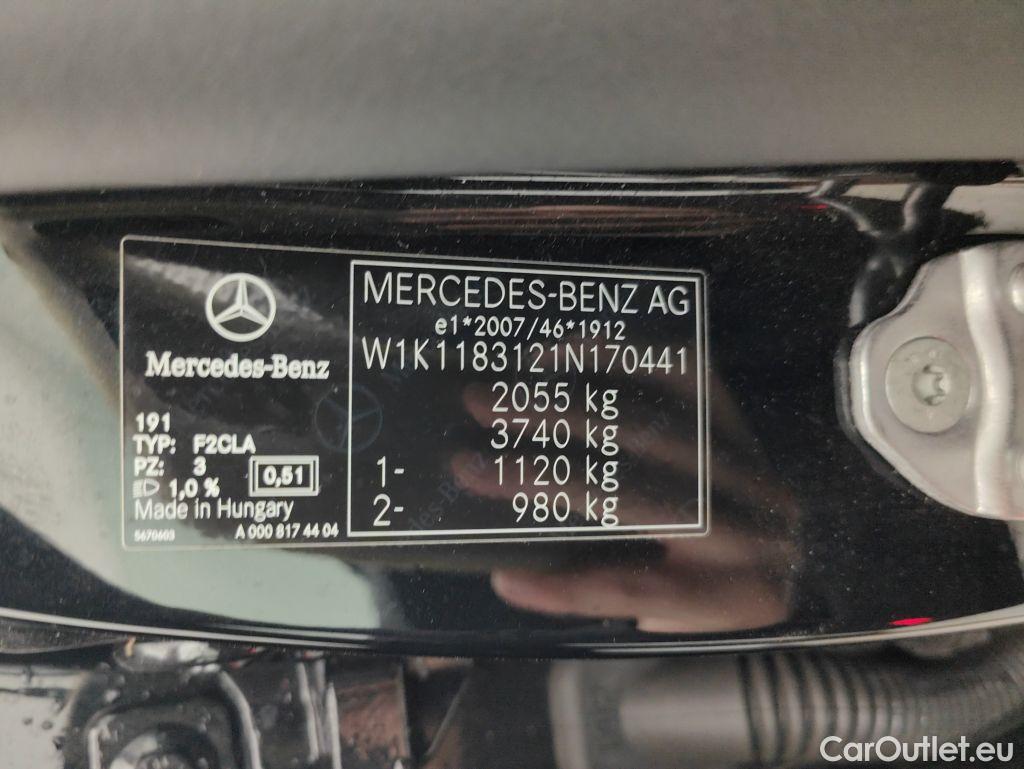 Mercedes-Benz
191
TYP: F2CLA
PZ: 3
0,51
1,0 %
Made in Hungary
5670603
A 000 817 44 04
MERCEDES-BENZ AG
e1*2007/46*1912
W1K1183121N170441
2055 kg
3740 kg
1- 1120 kg
2- 980 kg
CarOutlet.eu